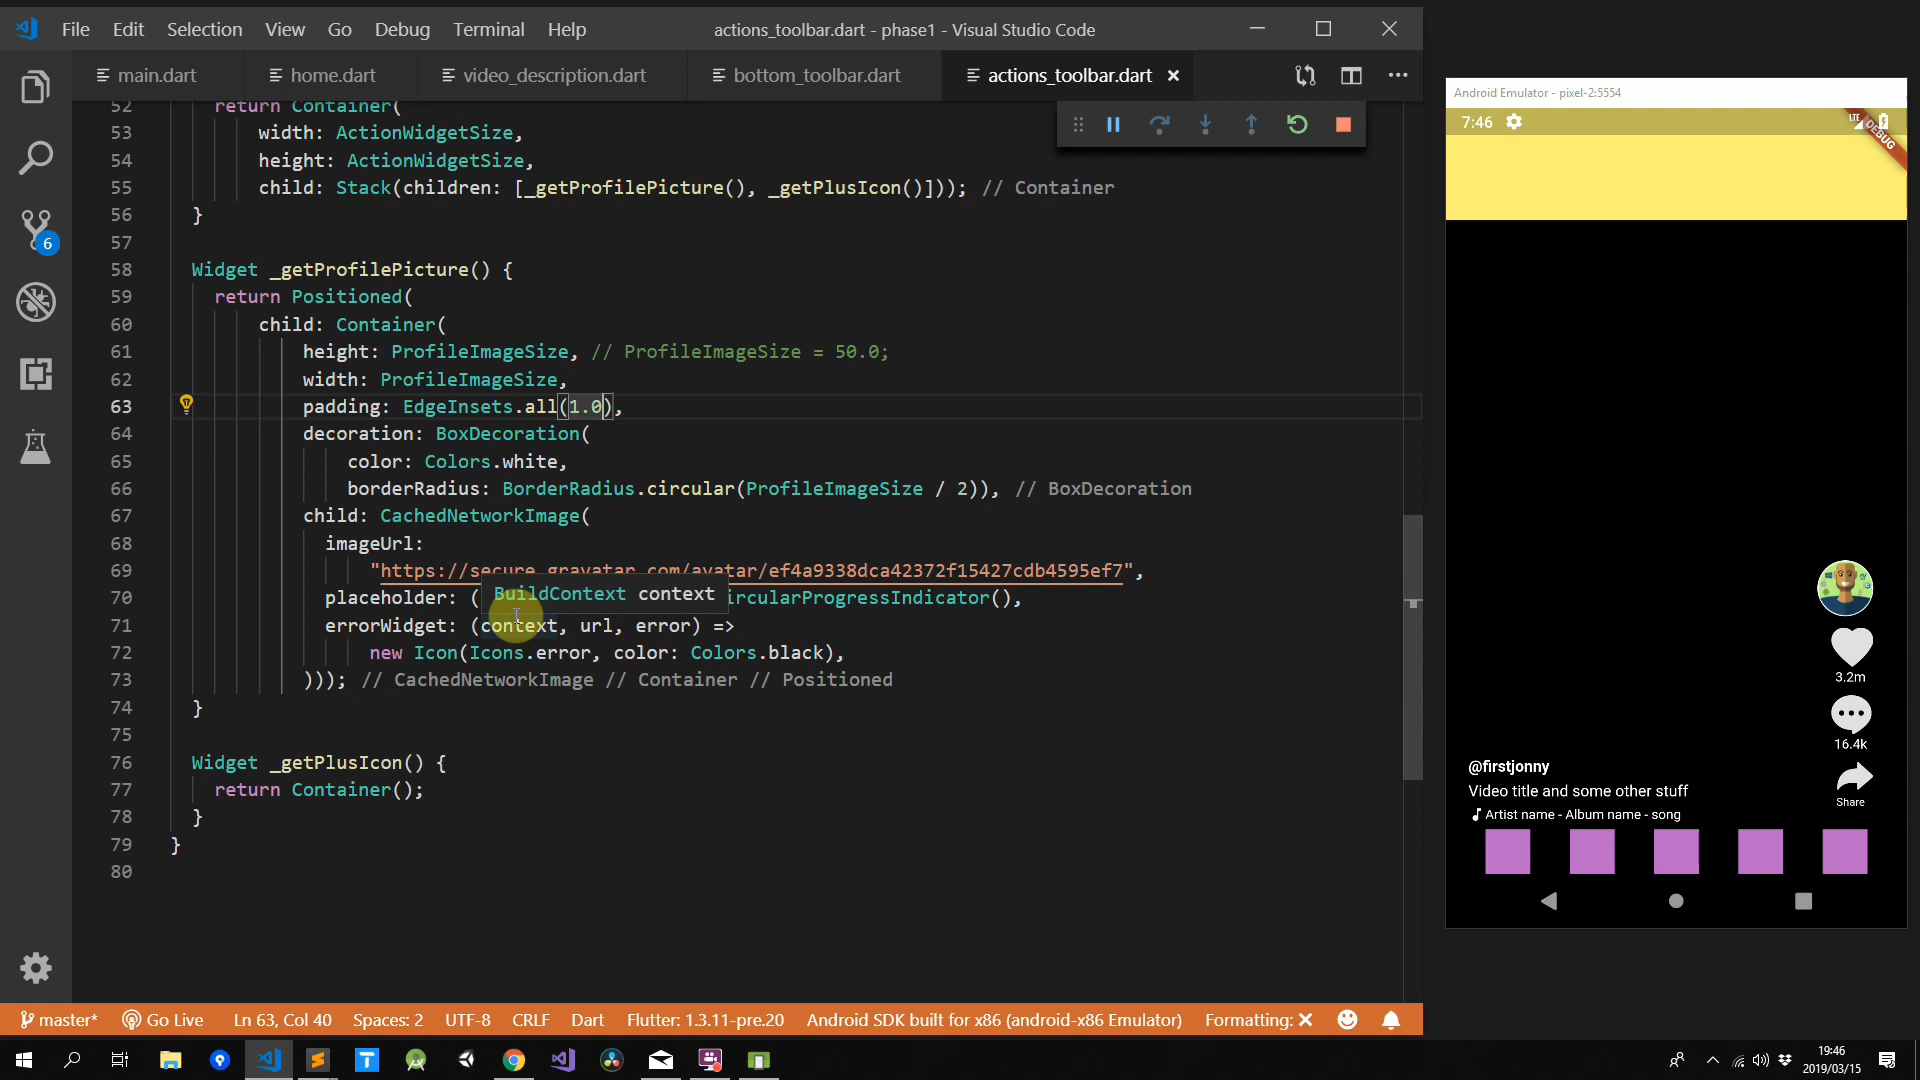 File Edit Selection View Go Debug Terminal Help
actions_toolbar.dart - phase1 - Visual Studio Code
main.dart home.dart video_description.dart bottom_toolbar.dart actions_toolbar.dart
52 return Container(
53 width: ActionWidgetSize,
54 height: ActionWidgetSize,
55 child: Stack(children: [_getProfilePicture(), _getPlusIcon()])); // Container
56 }
57
58 Widget _getProfilePicture() {
59 return Positioned(
60 child: Container(
61 height: ProfileImageSize, // ProfileImageSize = 50.0;
62 width: ProfileImageSize,
63 padding: EdgeInsets.all(1.0),
64 decoration: BoxDecoration(
65 color: Colors.white,
66 borderRadius: BorderRadius.circular(ProfileImageSize / 2)), // BoxDecoration
67 child: CachedNetworkImage(
68 imageUrl:
69 "https://secure.gravatar.com/avatar/ef4a9338dca42372f15427cdb4595ef7",
BuildContext context
70 placeholder: ( ircularProgressIndicator(),
71 errorWidget: (context, url, error) =>
72 new Icon(Icons.error, color: Colors.black),
73 ))); // CachedNetworkImage // Container // Positioned
74 }
75
76 Widget _getPlusIcon() {
77 return Container();
78 }
79 }
80
6
master* Go Live Ln 63, Col 40 Spaces: 2 UTF-8 CRLF Dart Flutter: 1.3.11-pre.20 Android SDK built for x86 (android-x86 Emulator) Formatting: ✕
Android Emulator - pixel-2:5554
7:46
LTE
DEBUG
3.2m
16.4k
Share
@firstjonny
Video title and some other stuff
Artist name - Album name - song
19:46
2019/03/15